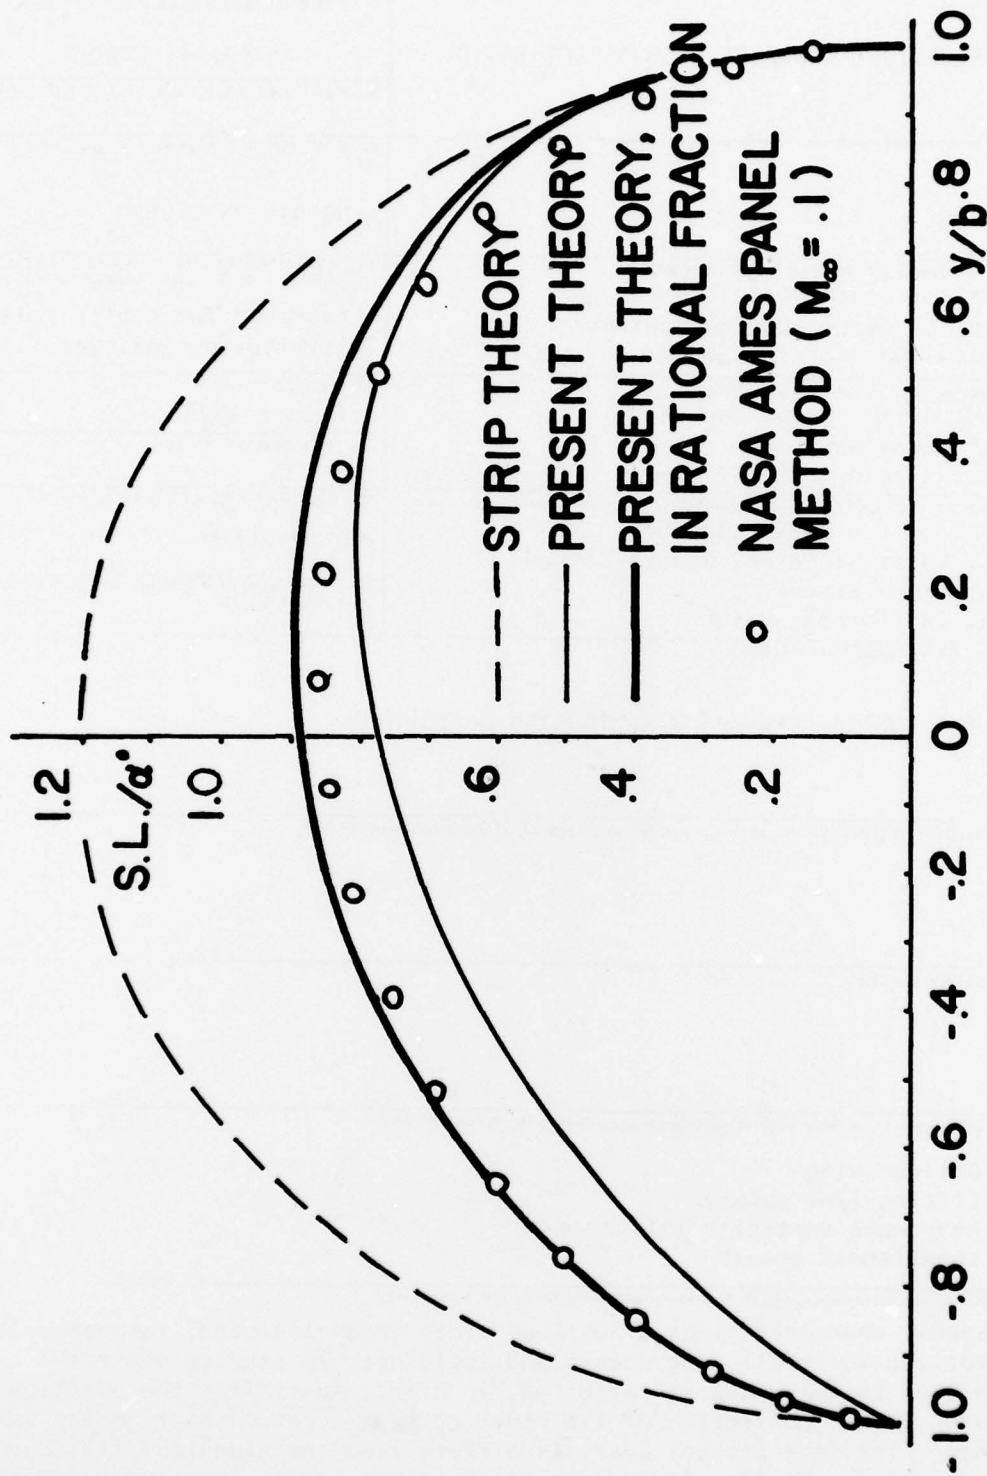 1.2
S.L./α°
1.0
.6
.4
STRIP THEORY
PRESENT THEORY
PRESENT THEORY,
IN RATIONAL FRACTION
NASA AMES PANEL
METHOD (M∞ = .1)
-1.0 -.8 -.6 -.4 -.2 0 .2 .4 .6 y/b .8 1.0
.2